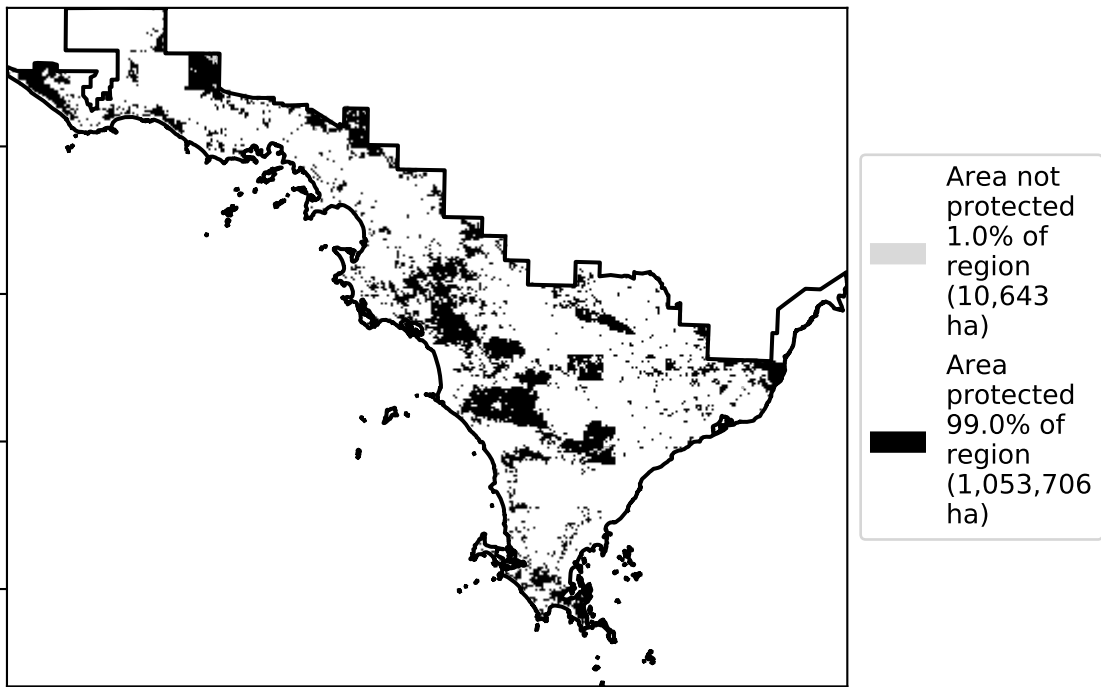 Area not
protected
1.0% of
region
(10,643
ha)
Area
protected
99.0% of
region
(1,053,706
ha)